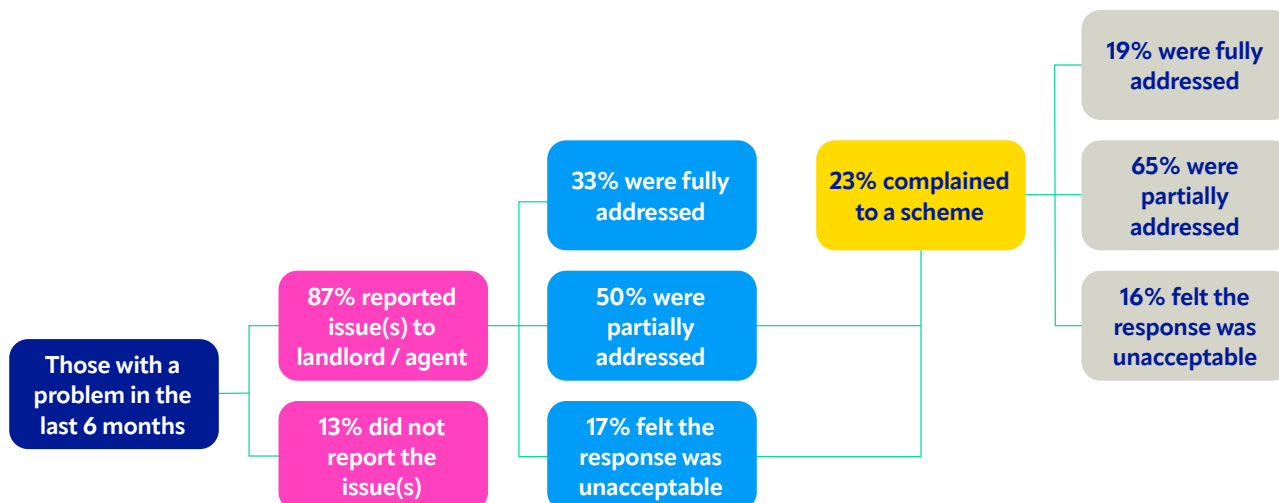 Those with a
problem in the
last 6 months
87% reported
issue(s) to
landlord / agent
13% did not
report the
issue(s)
33% were fully
addressed
50% were
partially
addressed
17% felt the
response was
unacceptable
23% complained
to a scheme
19% were fully
addressed
65% were
partially
addressed
16% felt the
response was
unacceptable